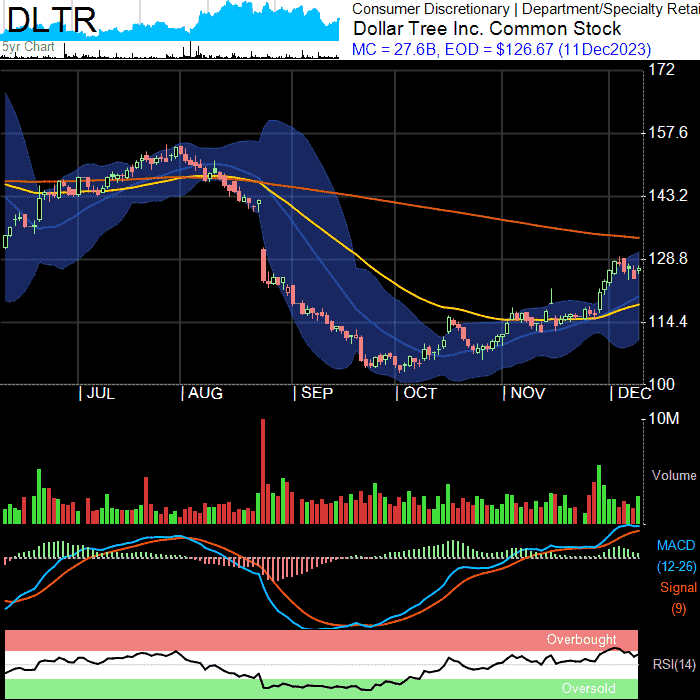 DLTR
5yr Chart
Consumer Discretionary | Department/Specialty Retai
Dollar Tree Inc. Common Stock
MC = 27.6B, EOD = $126.67 (11Dec2023)
172
157.6
143.2
128.8
114.4
100
| JUL | AUG | SEP | OCT | NOV | DEC
10M
Volume
MACD
(12-26)
Signal
(9)
Overbought
RSI(14)
Oversold